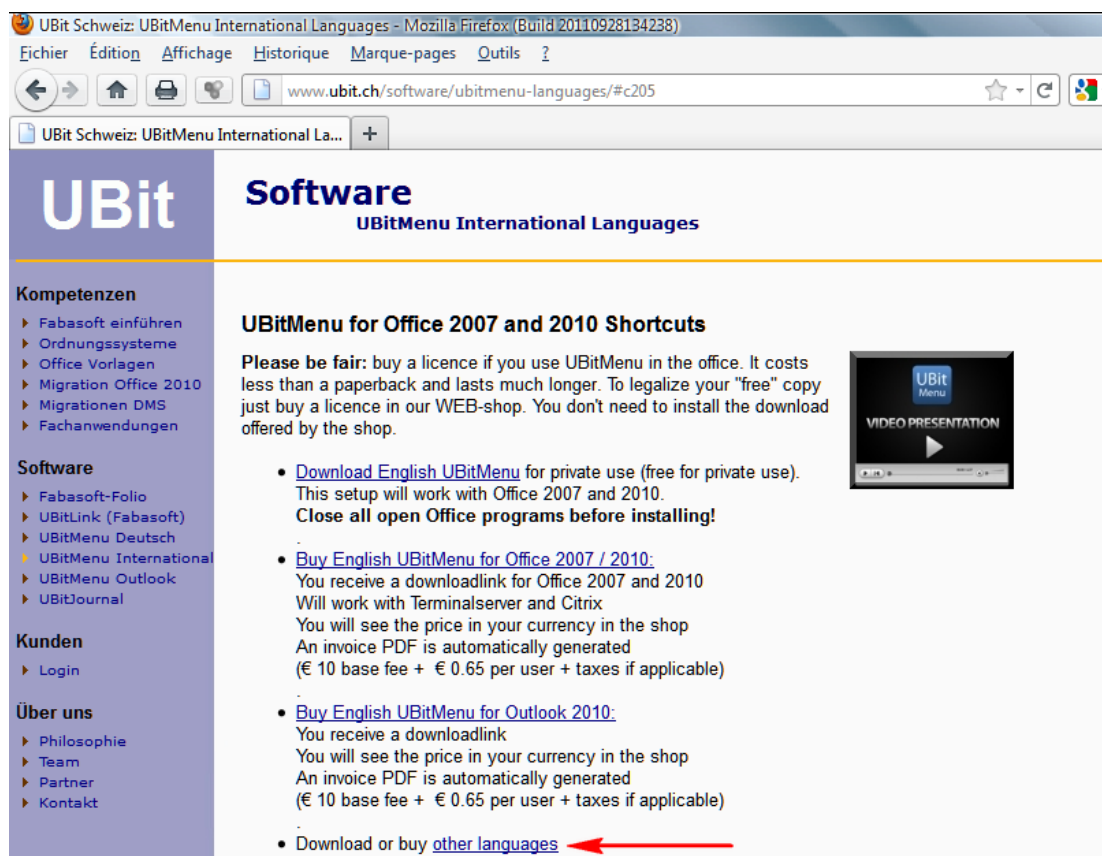 UBit Schweiz: UBitMenu International Languages - Mozilla Firefox (Build 20110928134238)
Fichier Édition Affichage Historique Marque-pages Outils ?
www.ubit.ch/software/ubitmenu-languages/#c205
UBit Schweiz: UBitMenu International La... +
UBit
Software
UBitMenu International Languages
Kompetenzen
Fabasoft einführen
Ordnungssysteme
Office Vorlagen
Migration Office 2010
Migrationen DMS
Fachanwendungen
Software
Fabasoft-Folio
UBitLink (Fabasoft)
UBitMenu Deutsch
UBitMenu International
UBitMenu Outlook
UBitJournal
Kunden
Login
Über uns
Philosophie
Team
Partner
Kontakt
UBitMenu for Office 2007 and 2010 Shortcuts
Please be fair: buy a licence if you use UBitMenu in the office. It costs
less than a paperback and lasts much longer. To legalize your "free" copy
just buy a licence in our WEB-shop. You don't need to install the download
offered by the shop.
UBit
Menu
VIDEO PRESENTATION
• Download English UBitMenu for private use (free for private use).
This setup will work with Office 2007 and 2010.
Close all open Office programs before installing!
.
• Buy English UBitMenu for Office 2007 / 2010:
You receive a downloadlink for Office 2007 and 2010
Will work with Terminalserver and Citrix
You will see the price in your currency in the shop
An invoice PDF is automatically generated
(€ 10 base fee + € 0.65 per user + taxes if applicable)
.
• Buy English UBitMenu for Outlook 2010:
You receive a downloadlink
You will see the price in your currency in the shop
An invoice PDF is automatically generated
(€ 10 base fee + € 0.65 per user + taxes if applicable)
.
• Download or buy other languages